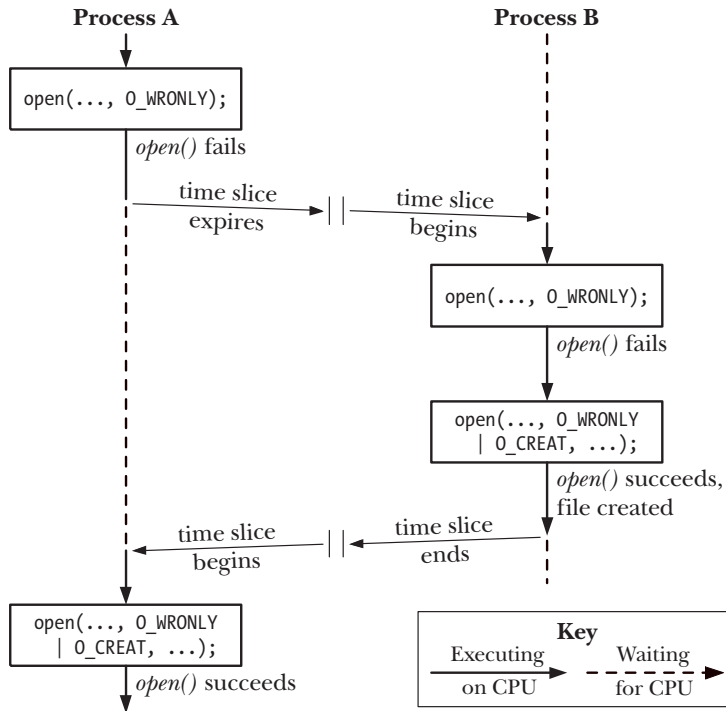 Process A
Process B
open(..., O_WRONLY);
open() fails
time slice
expires
time slice
begins
open(..., O_WRONLY);
open() fails
open(..., O_WRONLY
| O_CREAT, ...);
open() succeeds,
file created
time slice
begins
time slice
ends
open(..., O_WRONLY
| O_CREAT, ...);
open() succeeds
Key
Executing
on CPU
Waiting
for CPU